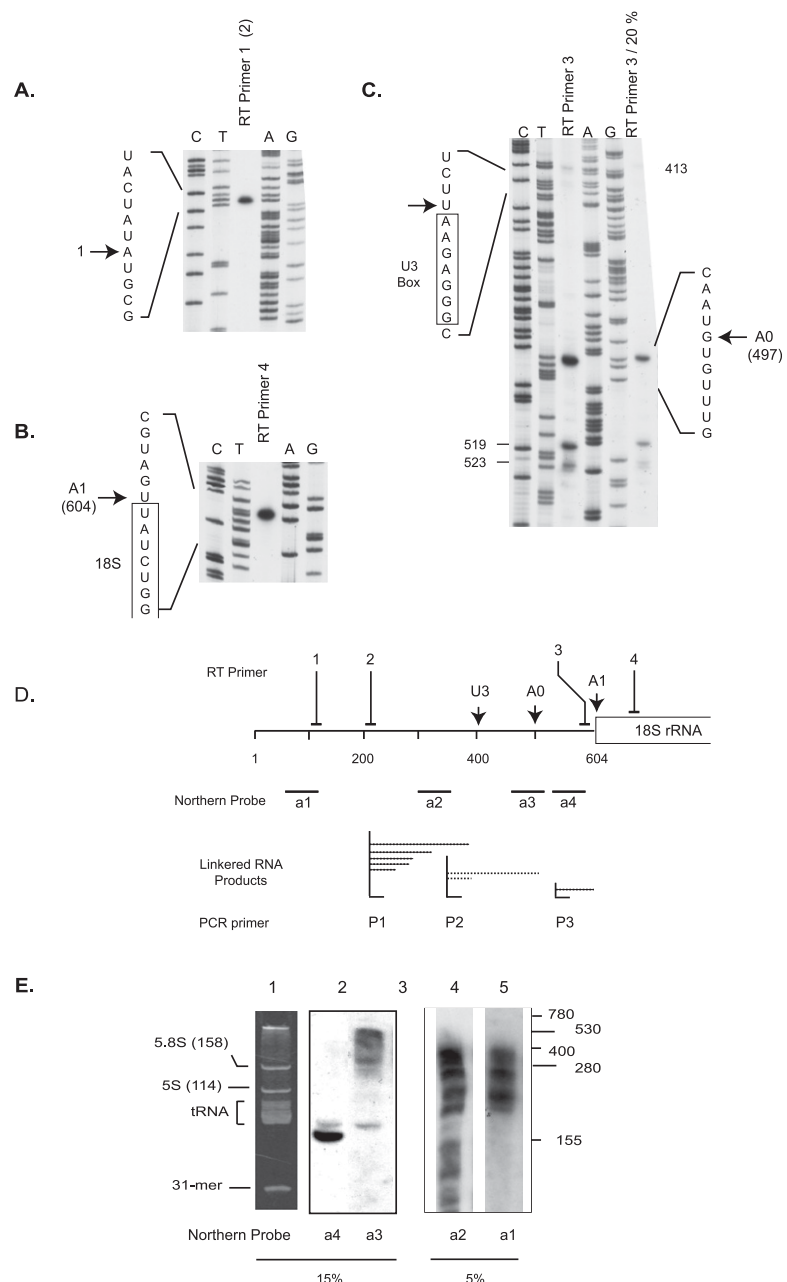 A.
RT Primer 1 (2)
C T A G
U
A
C
U
A
U
A
U
G
C
G
1
B.
RT Primer 4
C T A G
C
G
U
A
G
U
U
A
U
C
U
G
G
A1
(604)
18S
C.
RT Primer 3
RT Primer 3 / 20 %
C T A G
U
C
U
U
A
A
G
A
G
G
G
C
U3
Box
413
519
523
C
A
A
U
G
U
G
U
U
U
G
A0
(497)
D.
RT Primer
1 2 3 4
U3 A0 A1
18S rRNA
1 200 400 604
Northern Probe a1 a2 a3 a4
Linkered RNA
Products
PCR primer P1 P2 P3
E.
1 2 3 4 5
5.8S (158)
5S (114)
tRNA
31-mer
780
530
400
280
155
Northern Probe a4 a3 a2 a1
15% 5%